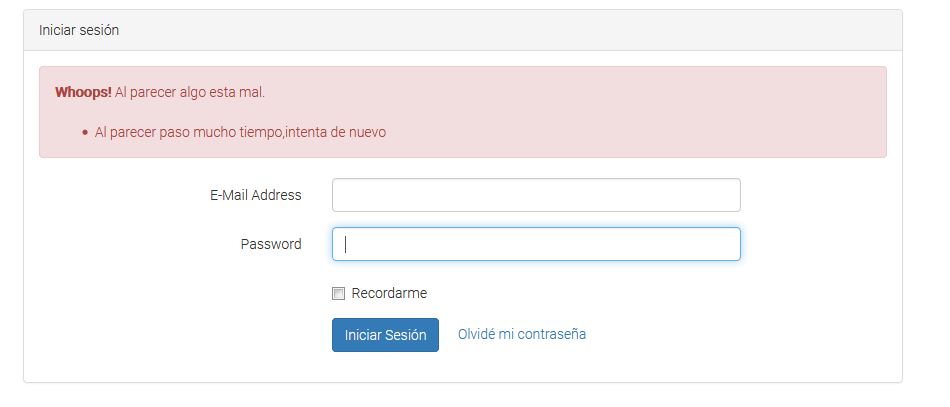 Iniciar sesión
Whoops! Al parecer algo esta mal.
• Al parecer paso mucho tiempo,intenta de nuevo
E-Mail Address
Password
Recordarme
Iniciar Sesión Olvidé mi contraseña